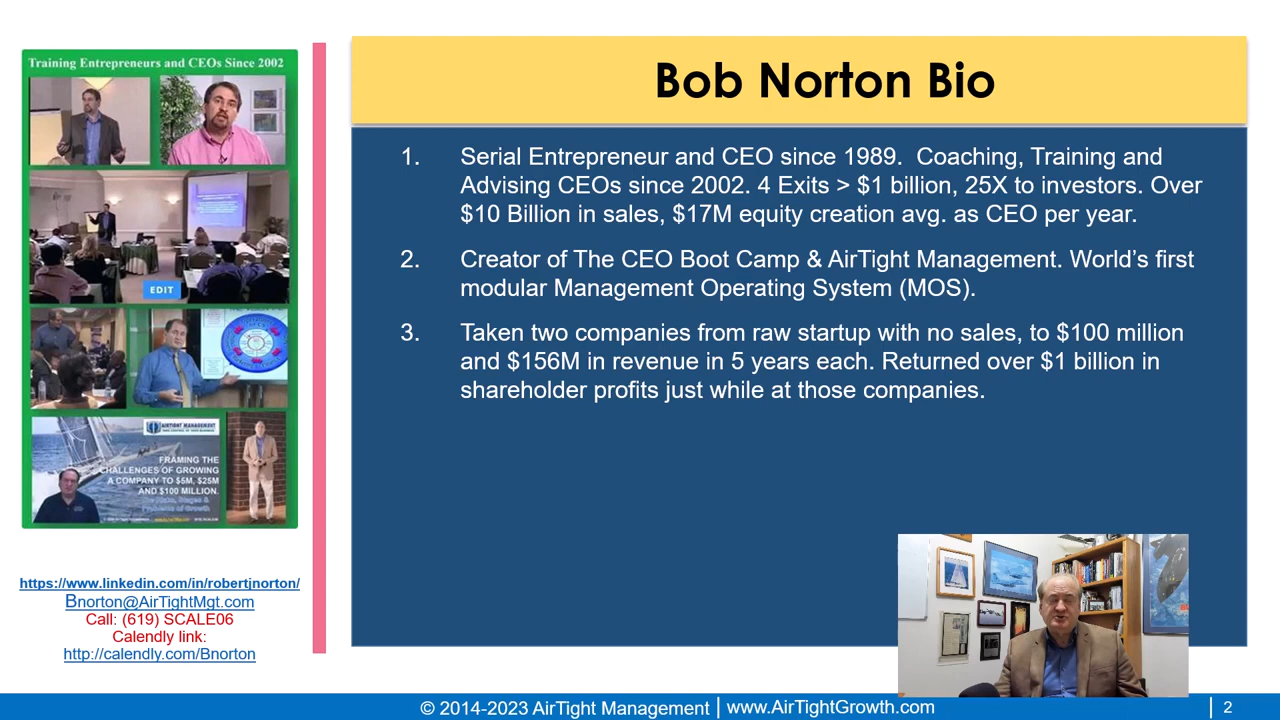 Training Entrepreneurs and CEOs Since 2002
EDIT
AIRTIGHT MANAGEMENT
FRAMING THE
CHALLENGES OF GROWING
A COMPANY TO $5M, $25M
AND $100 MILLION.
https://www.linkedin.com/in/robertjnorton/
Bnorton@AirTightMgt.com
Call: (619) SCALE06
Calendly link:
http://calendly.com/Bnorton
Bob Norton Bio
1. Serial Entrepreneur and CEO since 1989. Coaching, Training and
Advising CEOs since 2002. 4 Exits > $1 billion, 25X to investors. Over
$10 Billion in sales, $17M equity creation avg. as CEO per year.
2. Creator of The CEO Boot Camp & AirTight Management. World’s first
modular Management Operating System (MOS).
3. Taken two companies from raw startup with no sales, to $100 million
and $156M in revenue in 5 years each. Returned over $1 billion in
shareholder profits just while at those companies.
© 2014-2023 AirTight Management | www.AirTightGrowth.com | 2